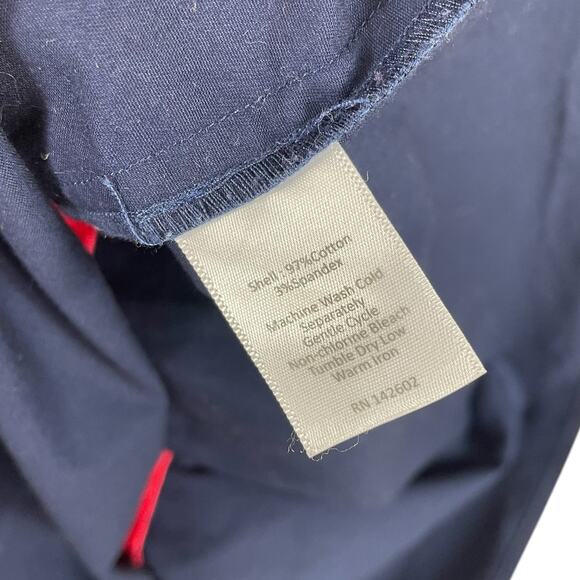 Shell : 97%Cotton
3%Spandex
Machine Wash Cold
Separately
Gentle Cycle
Non-chlorine Bleach
Tumble Dry Low
Warm Iron
RN 142602